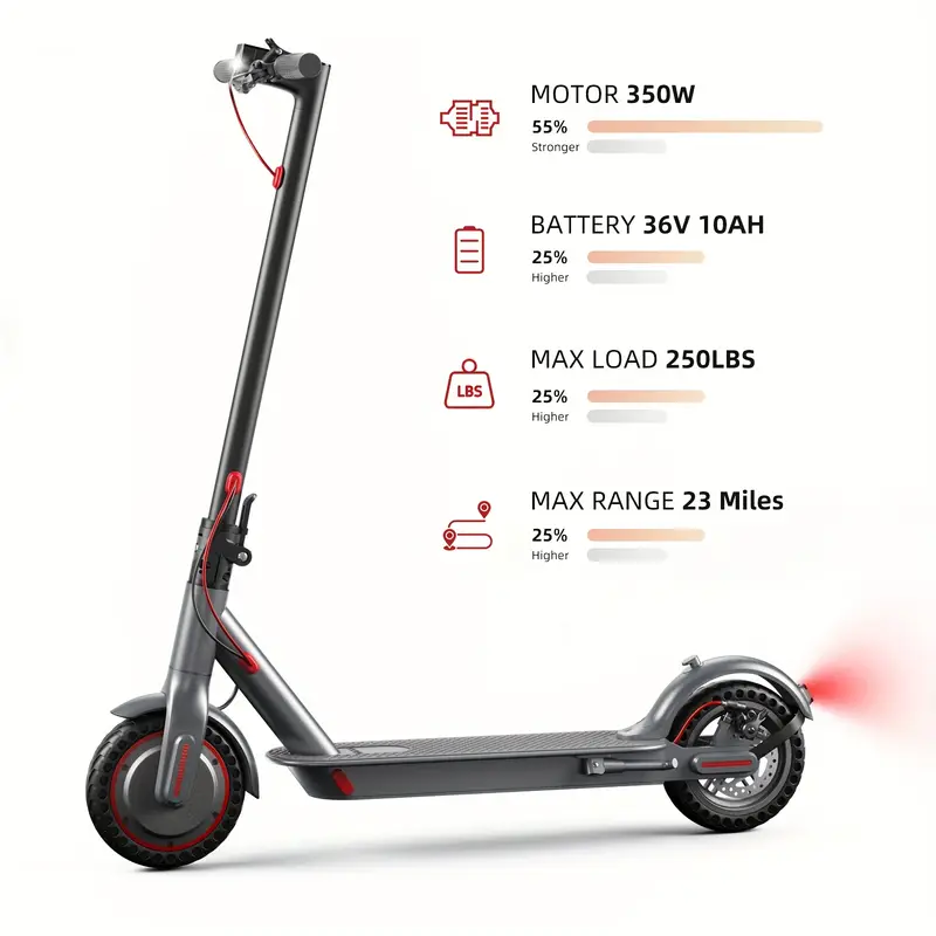 MOTOR 350W
55%
Stronger
BATTERY 36V 10AH
25%
Higher
LBS
MAX LOAD 250LBS
25%
Higher
MAX RANGE 23 Miles
25%
Higher